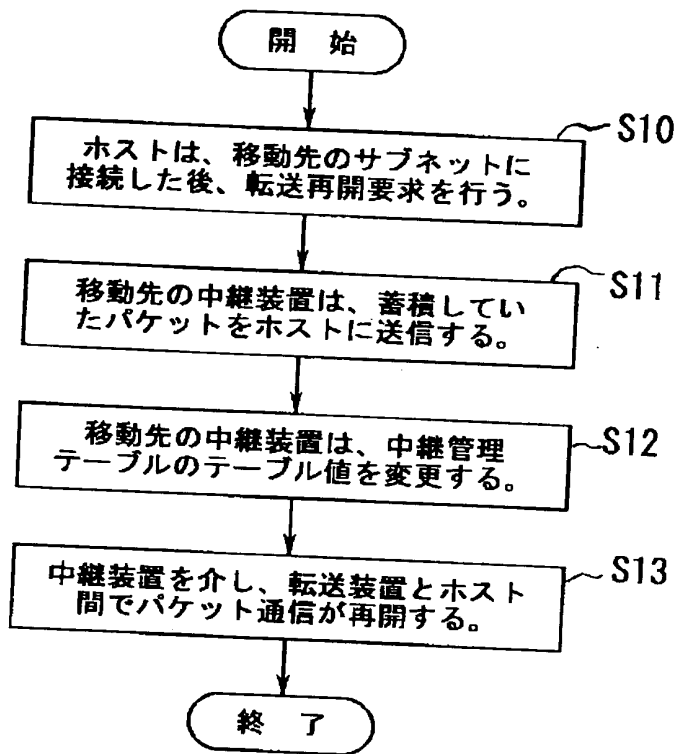 開 始
S10
ホストは、移動先のサブネットに
接続した後、転送再開要求を行う。
S11
移動先の中継装置は、蓄積してい
たパケットをホストに送信する。
S12
移動先の中継装置は、中継管理
テーブルのテーブル値を変更する。
S13
中継装置を介し、転送装置とホスト
間でパケット通信が再開する。
終 了